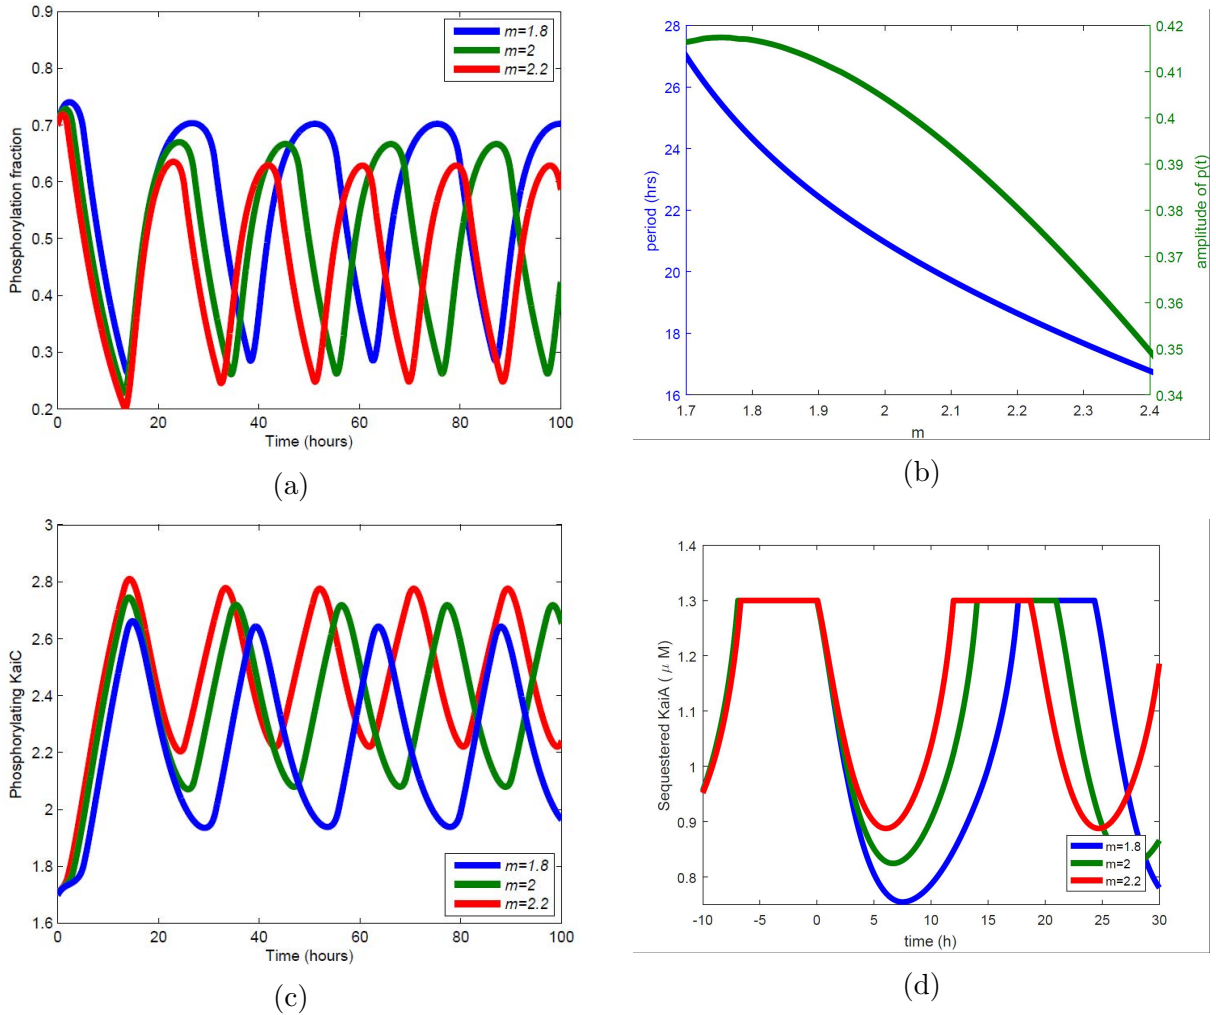 0.9
0.8
0.7
0.6
0.5
0.4
0.3
0.2
Phosphorylation fraction
m=1.8
m=2
m=2.2
0 20 40 60 80 100
Time (hours)
(a)
28
26
24
22
20
18
16
period (hrs)
0.42
0.41
0.4
0.39
0.38
0.37
0.36
0.35
0.34
amplitude of p(t)
1.7 1.8 1.9 2 2.1 2.2 2.3 2.4
m
(b)
3
2.8
2.6
2.4
2.2
2
1.8
1.6
Phosphorylating KaiC
m=1.8
m=2
m=2.2
0 20 40 60 80 100
Time (hours)
(c)
1.4
1.3
1.2
1.1
1
0.9
0.8
Sequestered KaiA ( μ M)
m=1.8
m=2
m=2.2
-10 -5 0 5 10 15 20 25 30
time (h)
(d)